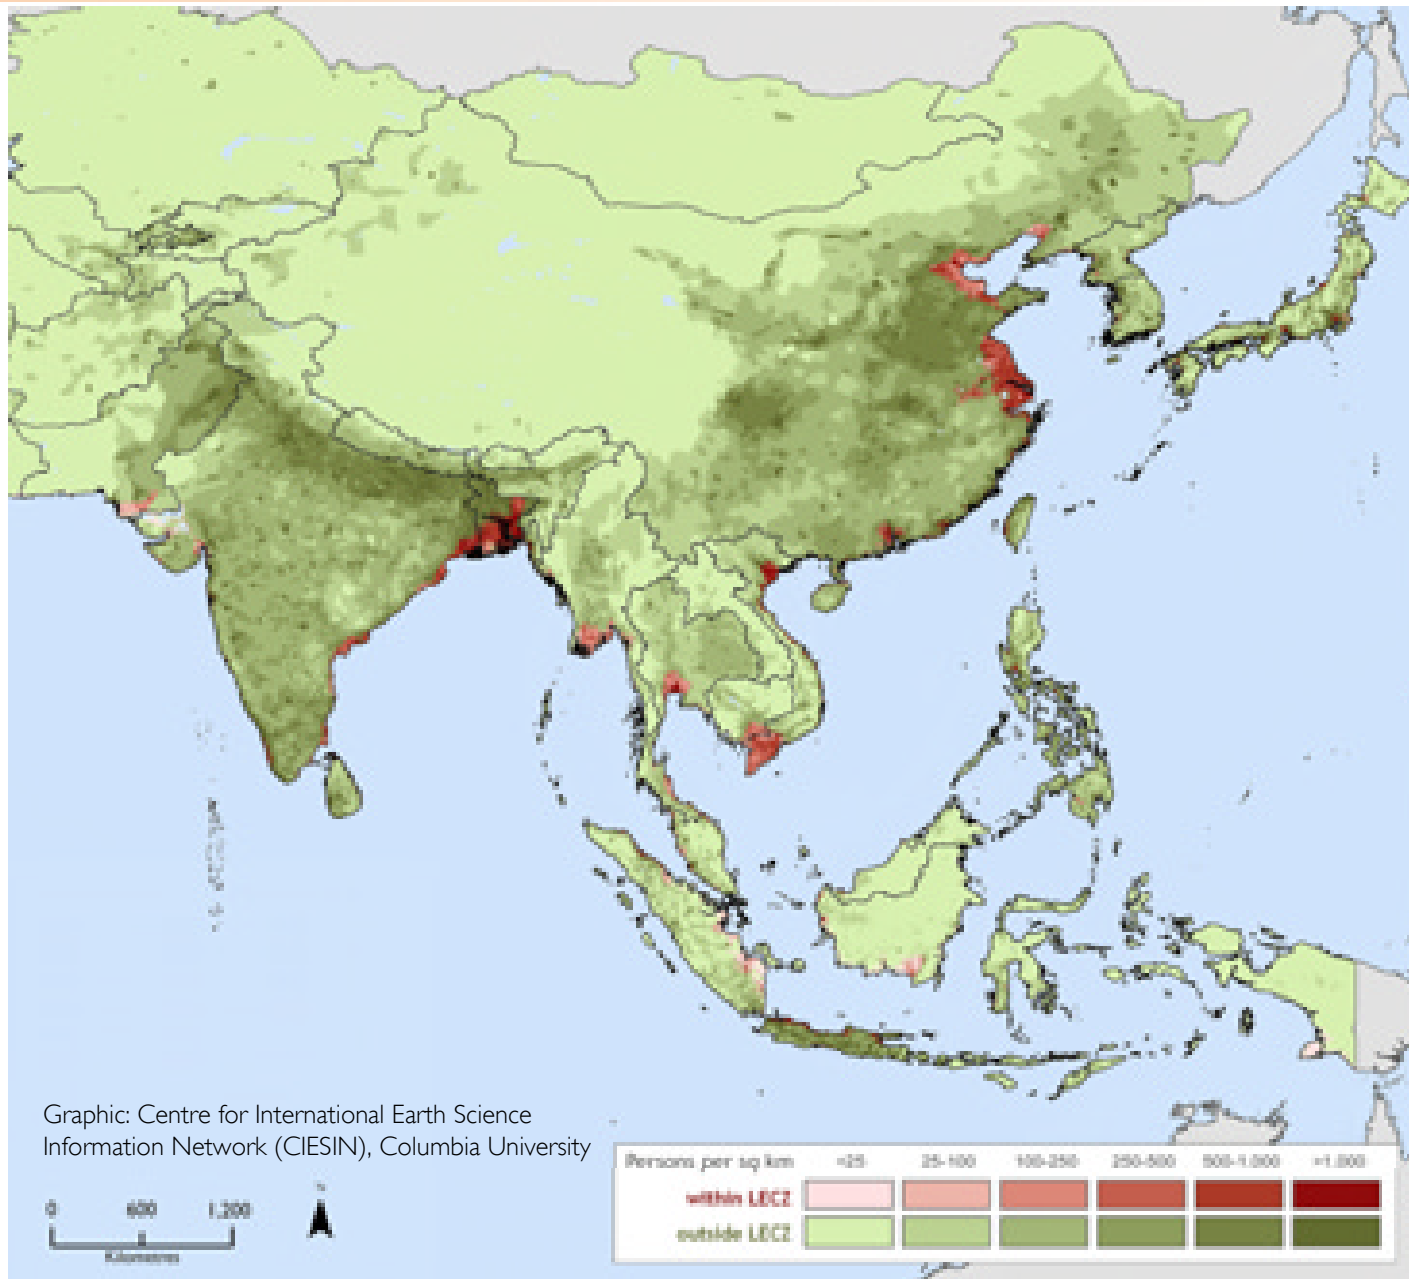 Graphic: Centre for International Earth Science
Information Network (CIESIN), Columbia University
0 600 1,200
Kilometres
N
Persons per sq km <25 25-100 100-250 250-500 500-1,000 >1,000
within LECZ
outside LECZ